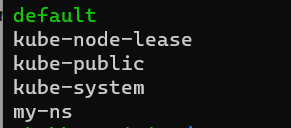 default
kube-node-lease
kube-public
kube-system
my-ns